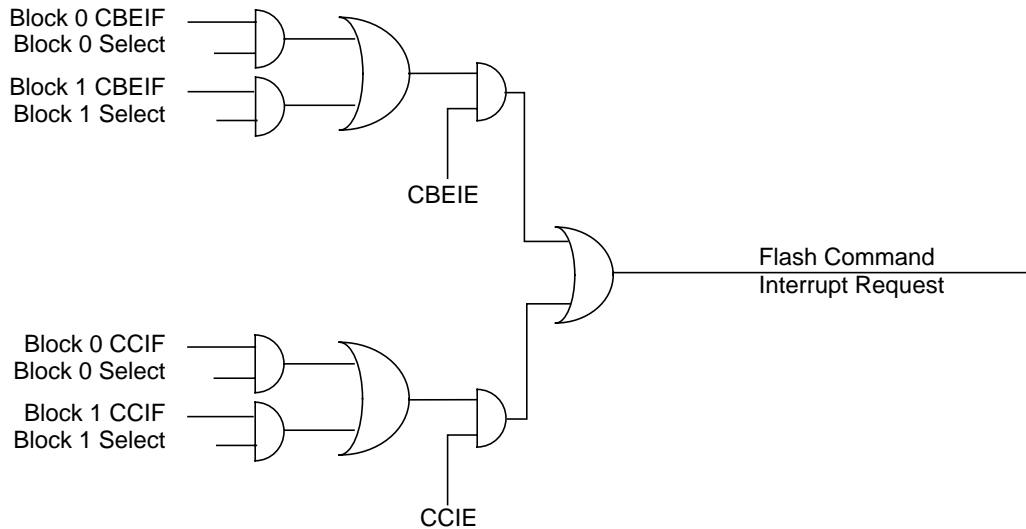 Block 0 CBEIF
Block 0 Select
Block 1 CBEIF
Block 1 Select
CBEIE
Flash Command
Interrupt Request
Block 0 CCIF
Block 0 Select
Block 1 CCIF
Block 1 Select
CCIE